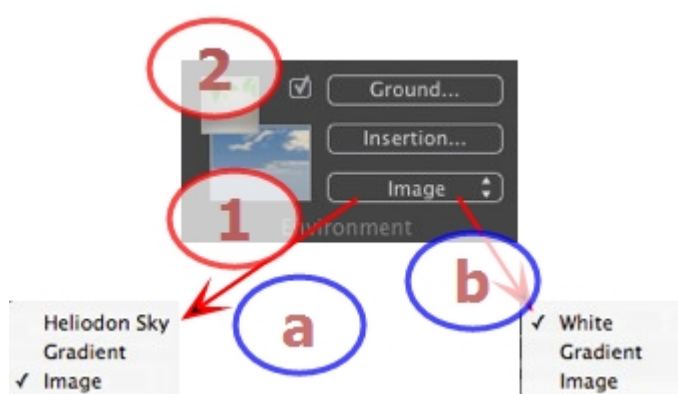 2
Ground...
Insertion...
Image
1
Environment
a
b
Heliodon Sky
Gradient
✓ Image
✓ White
Gradient
Image